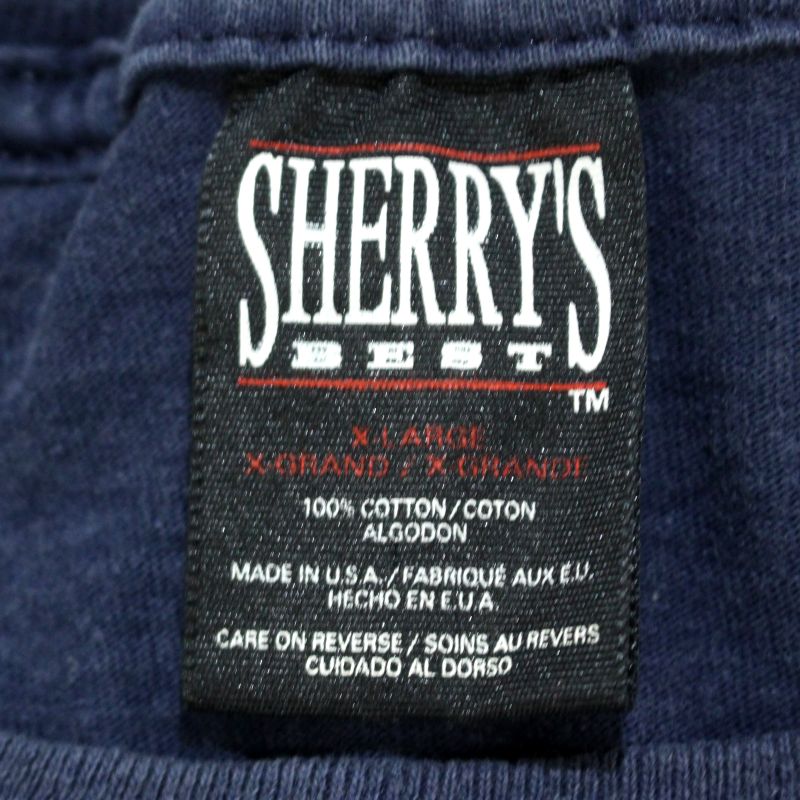 SHERRY'S
BEST
TM
X-LARGE
X-GRAND / X-GRANDE
100% COTTON / COTON
ALGODON
MADE IN U.S.A. / FABRIQUÉ AUX É.U.
HECHO EN E.U.A.
CARE ON REVERSE / SOINS AU REVERS
CUIDADO AL DORSO